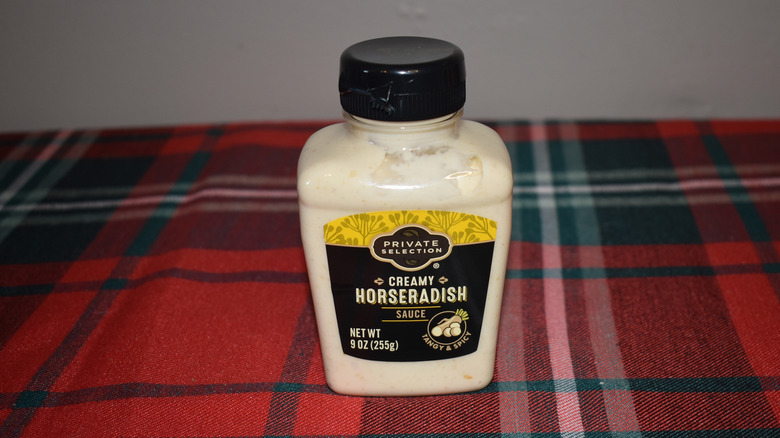 PRIVATE
SELECTION
®
CREAMY
HORSERADISH
SAUCE
NET WT
9 OZ (255g)
TANGY & SPICY